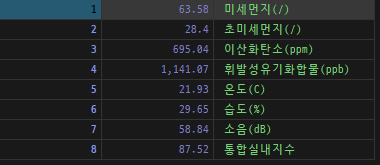 1 63.58 미세먼지(/)
2 28.4 초미세먼지(/)
3 695.04 이산화탄소(ppm)
4 1,141.07 휘발성유기화합물(ppb)
5 21.93 온도(C)
6 29.65 습도(%)
7 58.84 소음(dB)
8 87.52 통합실내지수